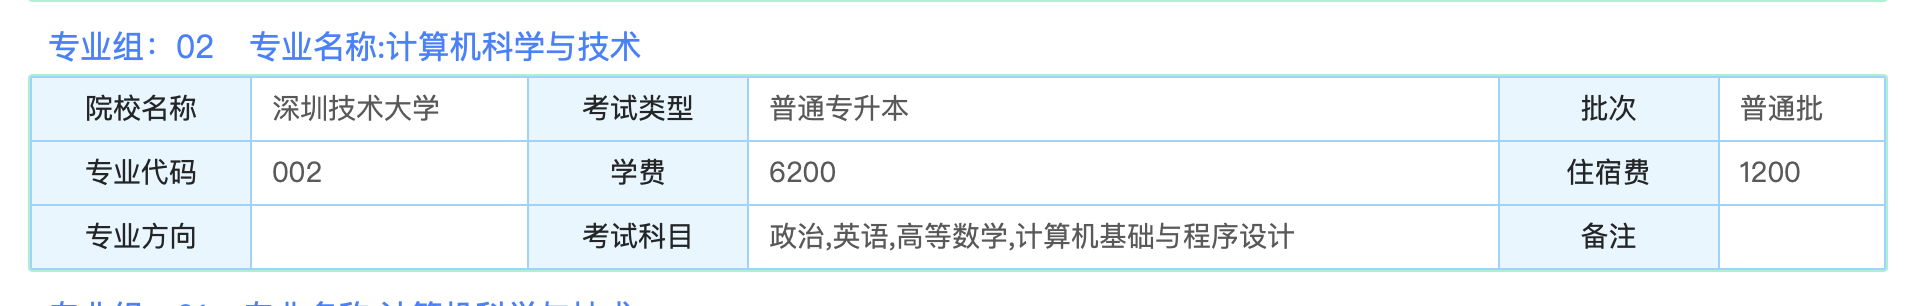 专业组：02 专业名称:计算机科学与技术
院校名称 深圳技术大学 考试类型 普通专升本 批次 普通批
专业代码 002 学费 6200 住宿费 1200
专业方向 考试科目 政治,英语,高等数学,计算机基础与程序设计 备注